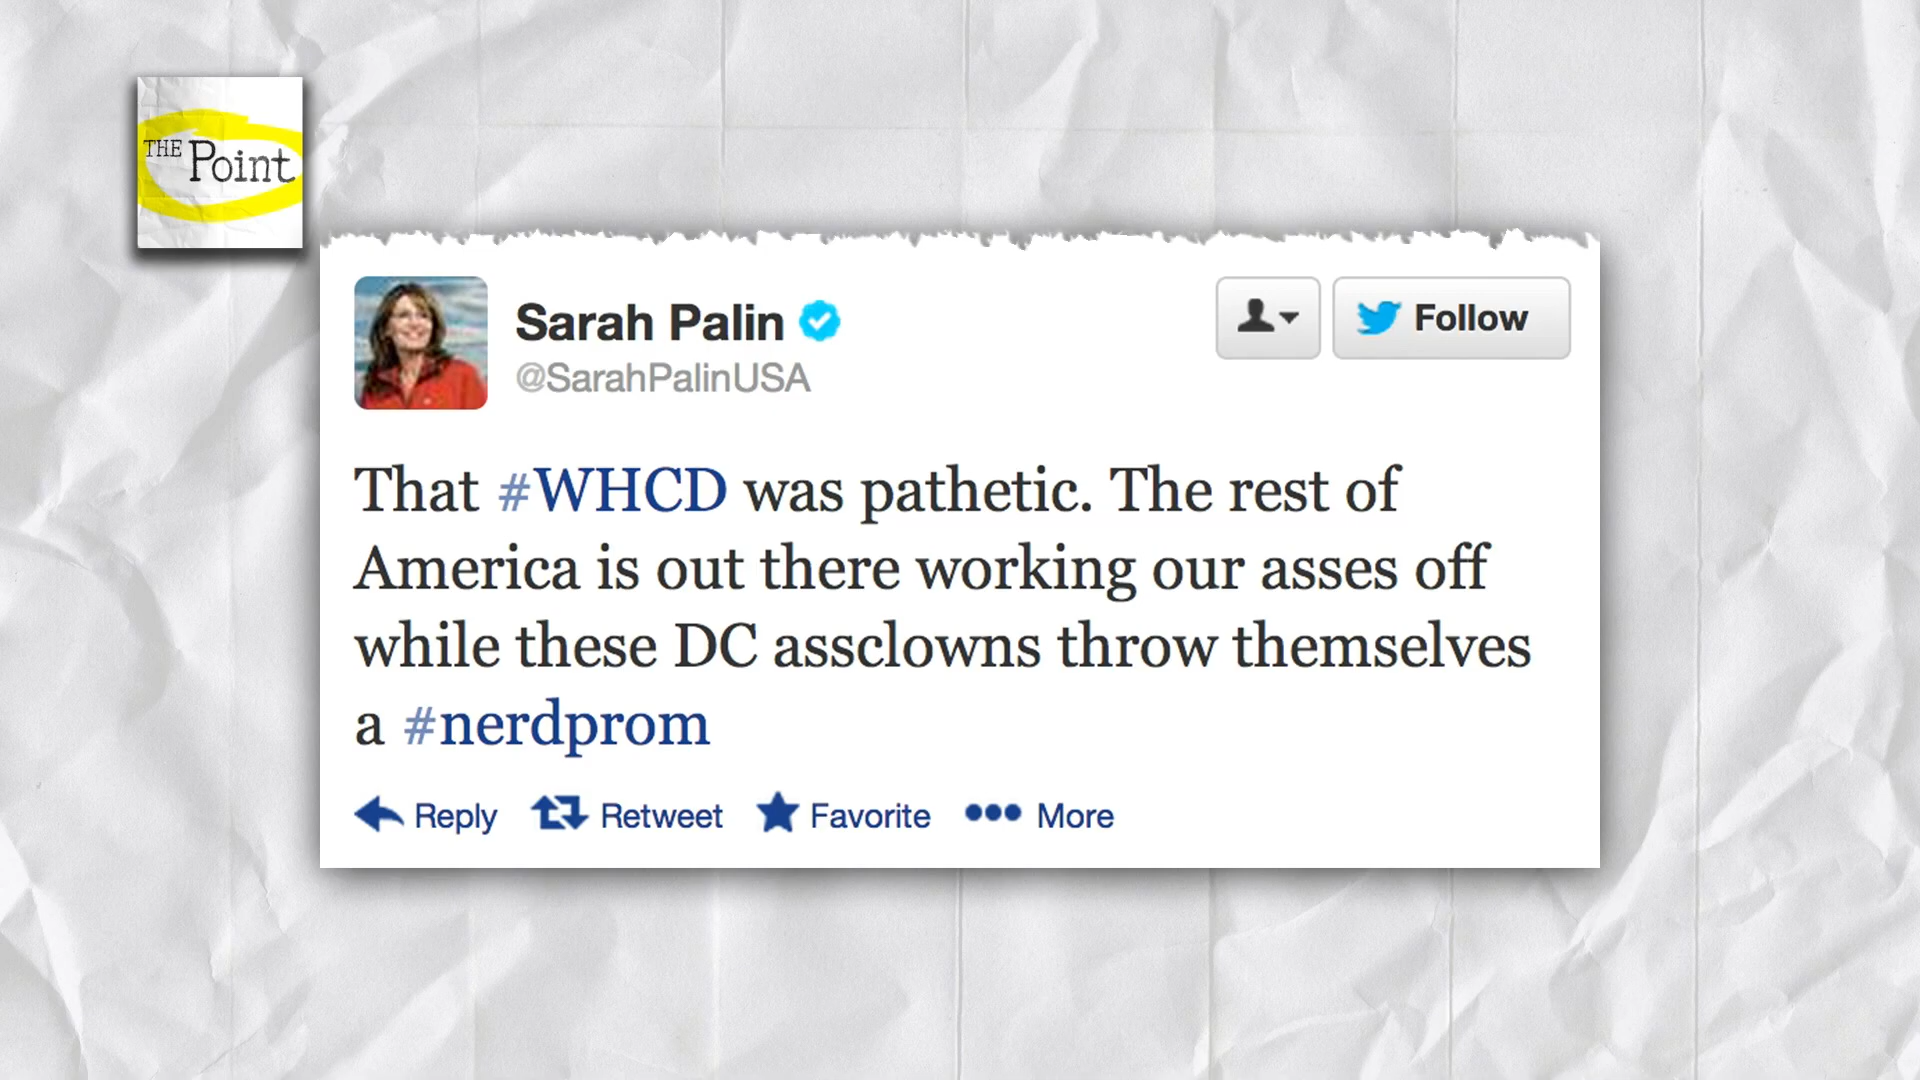 THE Point
Sarah Palin
@SarahPalinUSA
Follow
That #WHCD was pathetic. The rest of
America is out there working our asses off
while these DC assclowns throw themselves
a #nerdprom
Reply Retweet Favorite More